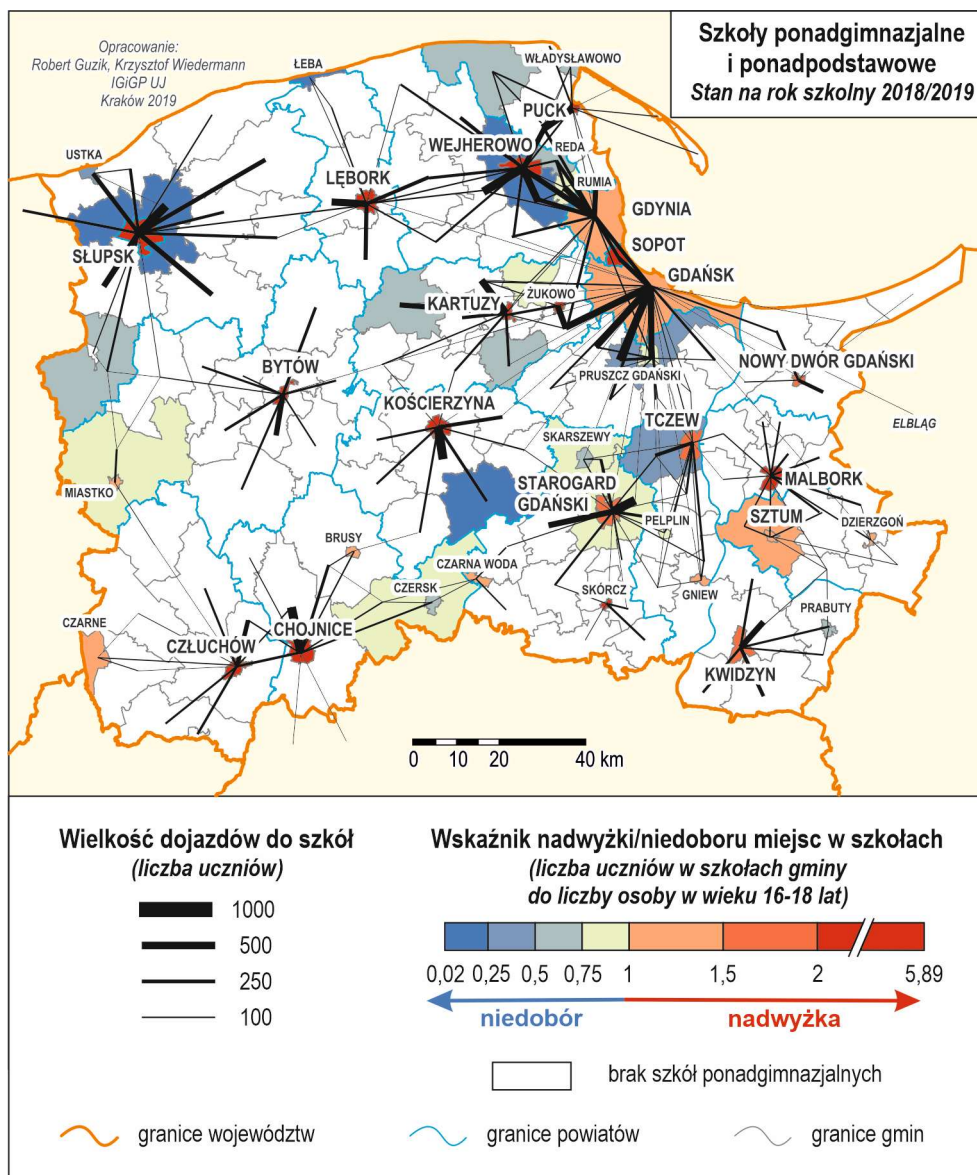 Opracowanie:
Robert Guzik, Krzysztof Wiedermann
IGiGP UJ
Kraków 2019
Szkoły ponadgimnazjalne
i ponadpodstawowe
Stan na rok szkolny 2018/2019
ŁEBA
WŁADYSŁAWOWO
PUCK
WEJHEROWO
REDA
USTKA
LĘBORK
RUMIA
GDYNIA
SOPOT
SŁUPSK
GDAŃSK
KARTUZY
ŻUKOWO
BYTÓW
PRUSZCZ GDAŃSKI
NOWY DWÓR GDAŃSKI
KOŚCIERZYNA
TCZEW
ELBLĄG
SKARSZEWY
MIASTKO
STAROGARD
GDAŃSKI
MALBORK
SZTUM
PELPLIN
DZIERZGOŃ
BRUSY
CZARNA WODA
CZERSK
SKÓRCZ
GNIEW
PRABUTY
CZARNE
CHOJNICE
CZŁUCHÓW
KWIDZYN
0 10 20 40 km
Wielkość dojazdów do szkół
(liczba uczniów)
1000
500
250
100
Wskaźnik nadwyżki/niedoboru miejsc w szkołach
(liczba uczniów w szkołach gminy
do liczby osoby w wieku 16-18 lat)
0,02 0,25 0,5 0,75 1 1,5 2 5,89
niedobór nadwyżka
brak szkół ponadgimnazjalnych
granice województw granice powiatów granice gmin